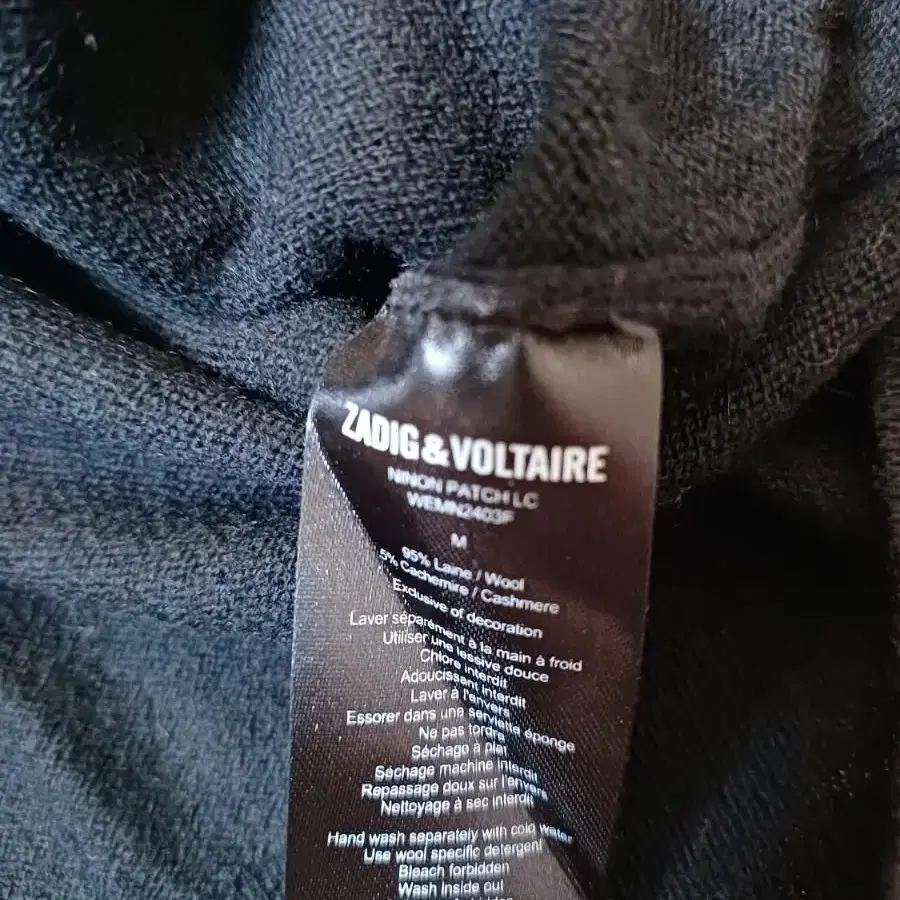 ZADIG&VOLTAIRE
NINON PATCH LC
WEMN2403F
M
95% Laine / Wool
5% Cachemire / Cashmere
Exclusive of decoration
Laver séparément à la main à froid
Utiliser une lessive douce
Chlore interdit
Adoucissant interdit
Laver à l'envers
Essorer dans une serviette éponge
Ne pas tordre
Séchage à plat
Séchage machine interdit
Repassage doux sur l'envers
Nettoyage à sec interdit
Hand wash separately with cold water
Use wool specific detergent
Bleach forbidden
Wash inside out